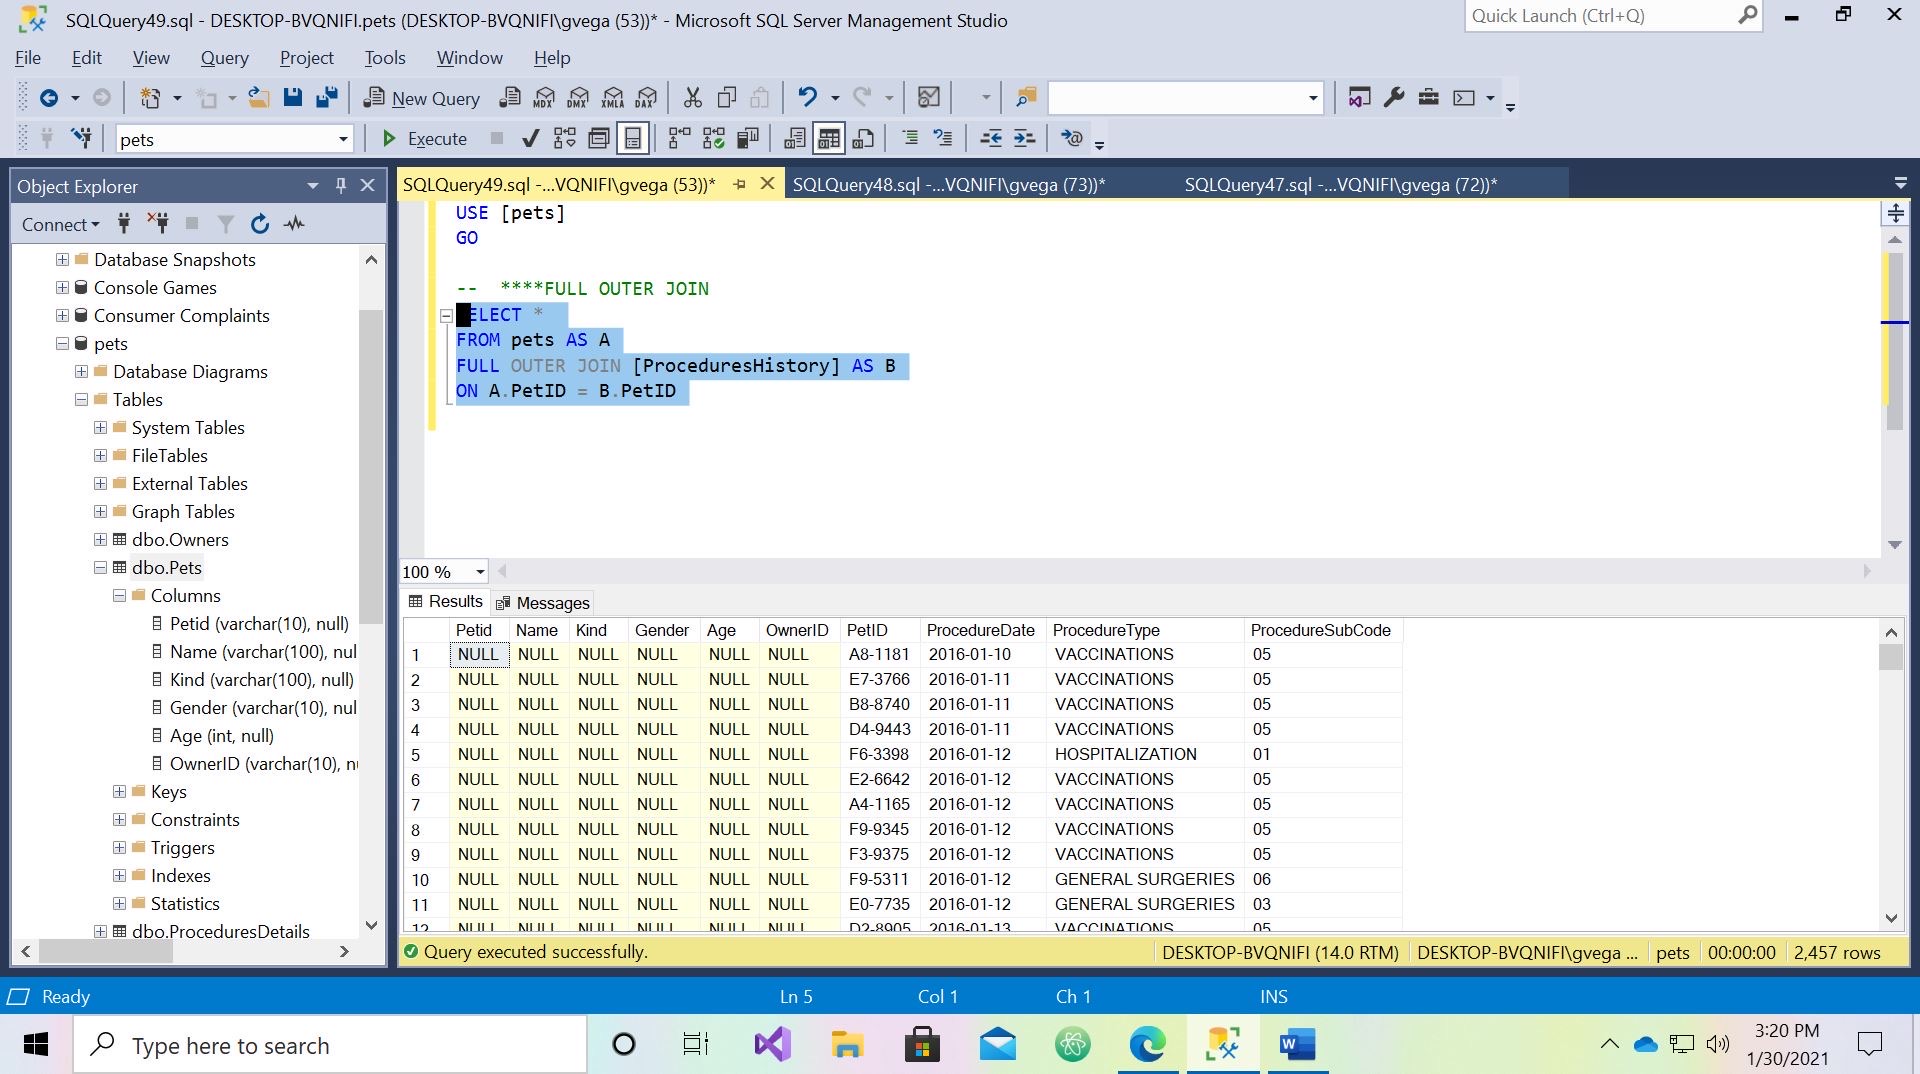 SQLQuery49.sql - DESKTOP-BVQNIFI.pets (DESKTOP-BVQNIFI\gvega (53))* - Microsoft SQL Server Management Studio
Quick Launch (Ctrl+Q)
File Edit View Query Project Tools Window Help
New Query MDX DMX XMLA DAX
pets Execute
Object Explorer
Connect
Database Snapshots
Console Games
Consumer Complaints
pets
Database Diagrams
Tables
System Tables
FileTables
External Tables
Graph Tables
dbo.Owners
dbo.Pets
Columns
Petid (varchar(10), null)
Name (varchar(100), nul
Kind (varchar(100), null)
Gender (varchar(10), nul
Age (int, null)
OwnerID (varchar(10), n
Keys
Constraints
Triggers
Indexes
Statistics
dbo.ProceduresDetails
SQLQuery49.sql -...VQNIFI\gvega (53))* SQLQuery48.sql -...VQNIFI\gvega (73))* SQLQuery47.sql -...VQNIFI\gvega (72))*
USE [pets]
GO
-- ****FULL OUTER JOIN
ELECT *
FROM pets AS A
FULL OUTER JOIN [ProceduresHistory] AS B
ON A.PetID = B.PetID
100 %
Results Messages
Petid Name Kind Gender Age OwnerID PetID ProcedureDate ProcedureType ProcedureSubCode
1 NULL NULL NULL NULL NULL NULL A8-1181 2016-01-10 VACCINATIONS 05
2 NULL NULL NULL NULL NULL NULL E7-3766 2016-01-11 VACCINATIONS 05
3 NULL NULL NULL NULL NULL NULL B8-8740 2016-01-11 VACCINATIONS 05
4 NULL NULL NULL NULL NULL NULL D4-9443 2016-01-11 VACCINATIONS 05
5 NULL NULL NULL NULL NULL NULL F6-3398 2016-01-12 HOSPITALIZATION 01
6 NULL NULL NULL NULL NULL NULL E2-6642 2016-01-12 VACCINATIONS 05
7 NULL NULL NULL NULL NULL NULL A4-1165 2016-01-12 VACCINATIONS 05
8 NULL NULL NULL NULL NULL NULL F9-9345 2016-01-12 VACCINATIONS 05
9 NULL NULL NULL NULL NULL NULL F3-9375 2016-01-12 VACCINATIONS 05
10 NULL NULL NULL NULL NULL NULL F9-5311 2016-01-12 GENERAL SURGERIES 06
11 NULL NULL NULL NULL NULL NULL E0-7735 2016-01-12 GENERAL SURGERIES 03
12 NULL NULL NULL NULL NULL NULL D2-8905 2016-01-13 VACCINATIONS 05
Query executed successfully. DESKTOP-BVQNIFI (14.0 RTM) DESKTOP-BVQNIFI\gvega ... pets 00:00:00 2,457 rows
Ready Ln 5 Col 1 Ch 1 INS
Type here to search
W
3:20 PM
1/30/2021